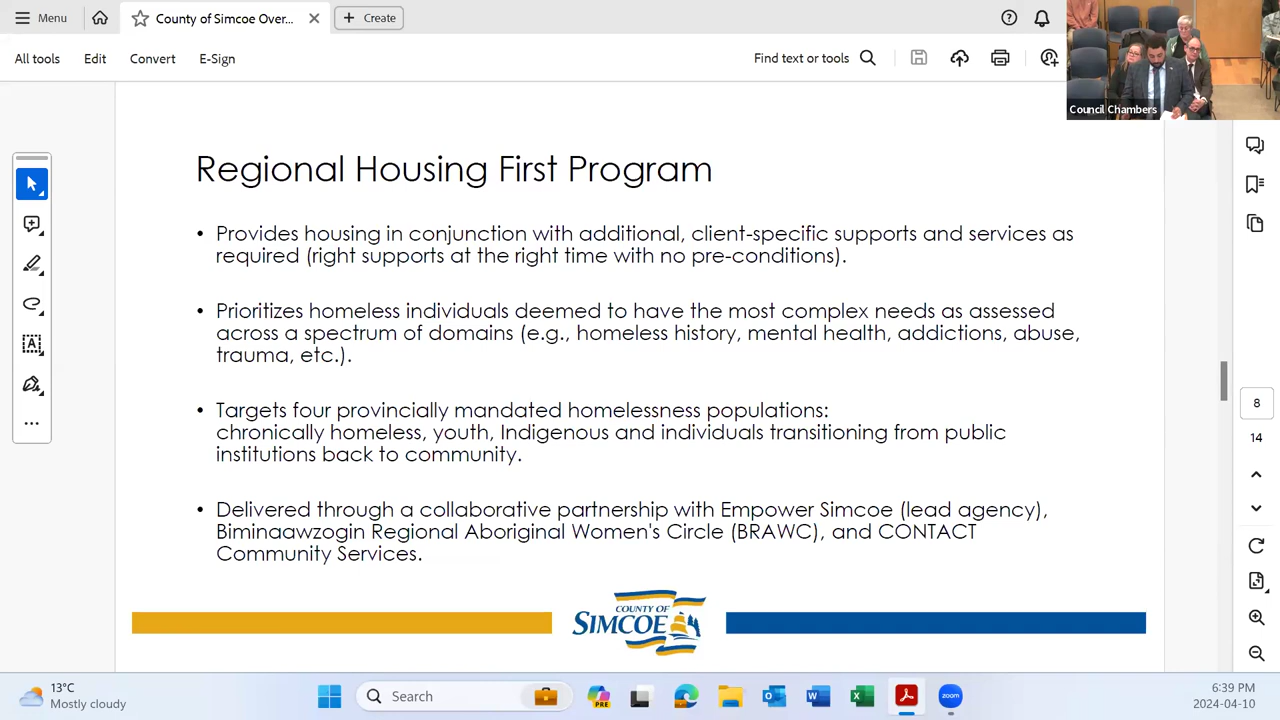 Menu
County of Simcoe Over...
Create
All tools
Edit
Convert
E-Sign
Find text or tools
Council Chambers
Regional Housing First Program
• Provides housing in conjunction with additional, client-specific supports and services as
required (right supports at the right time with no pre-conditions).
• Prioritizes homeless individuals deemed to have the most complex needs as assessed
across a spectrum of domains (e.g., homeless history, mental health, addictions, abuse,
trauma, etc.).
• Targets four provincially mandated homelessness populations:
chronically homeless, youth, Indigenous and individuals transitioning from public
institutions back to community.
• Delivered through a collaborative partnership with Empower Simcoe (lead agency),
Biminaawzogin Regional Aboriginal Women's Circle (BRAWC), and CONTACT
Community Services.
COUNTY OF
SIMCOE
8
14
13°C
Mostly cloudy
Search
PRE
zoom
6:39 PM
2024-04-10